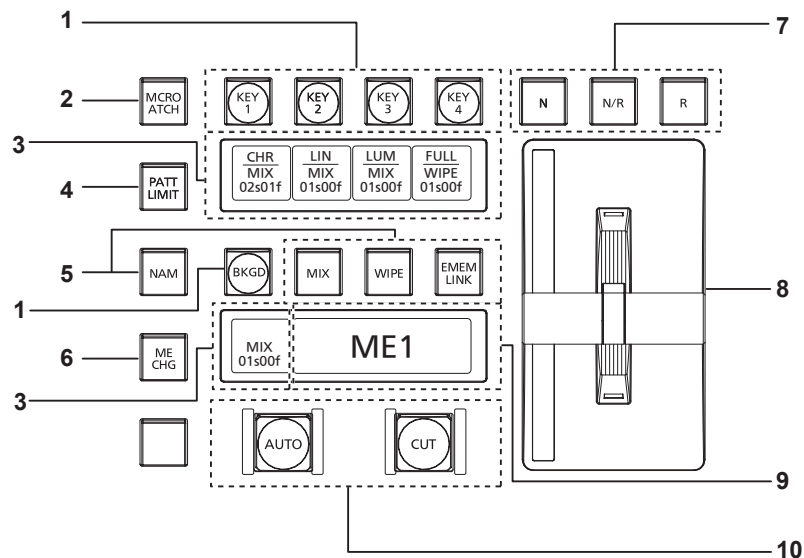 1
7
2
MCRO
ATCH
KEY
1
KEY
2
KEY
3
KEY
4
N
N/R
R
3
CHR
MIX
02s01f
LIN
MIX
01s00f
LUM
MIX
01s00f
FULL
WIPE
01s00f
4
PATT
LIMIT
5
NAM
BKGD
MIX
WIPE
EMEM
LINK
8
1
6
ME
CHG
MIX
01s00f
ME1
3
AUTO
CUT
9
10